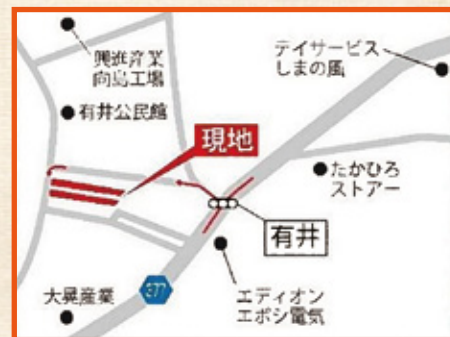 興進産業
向島工場
有井公民館
デイサービス
しまの風
現地
たかひろ
ストアー
有井
377
エディオン
エボシ電気
大晃産業